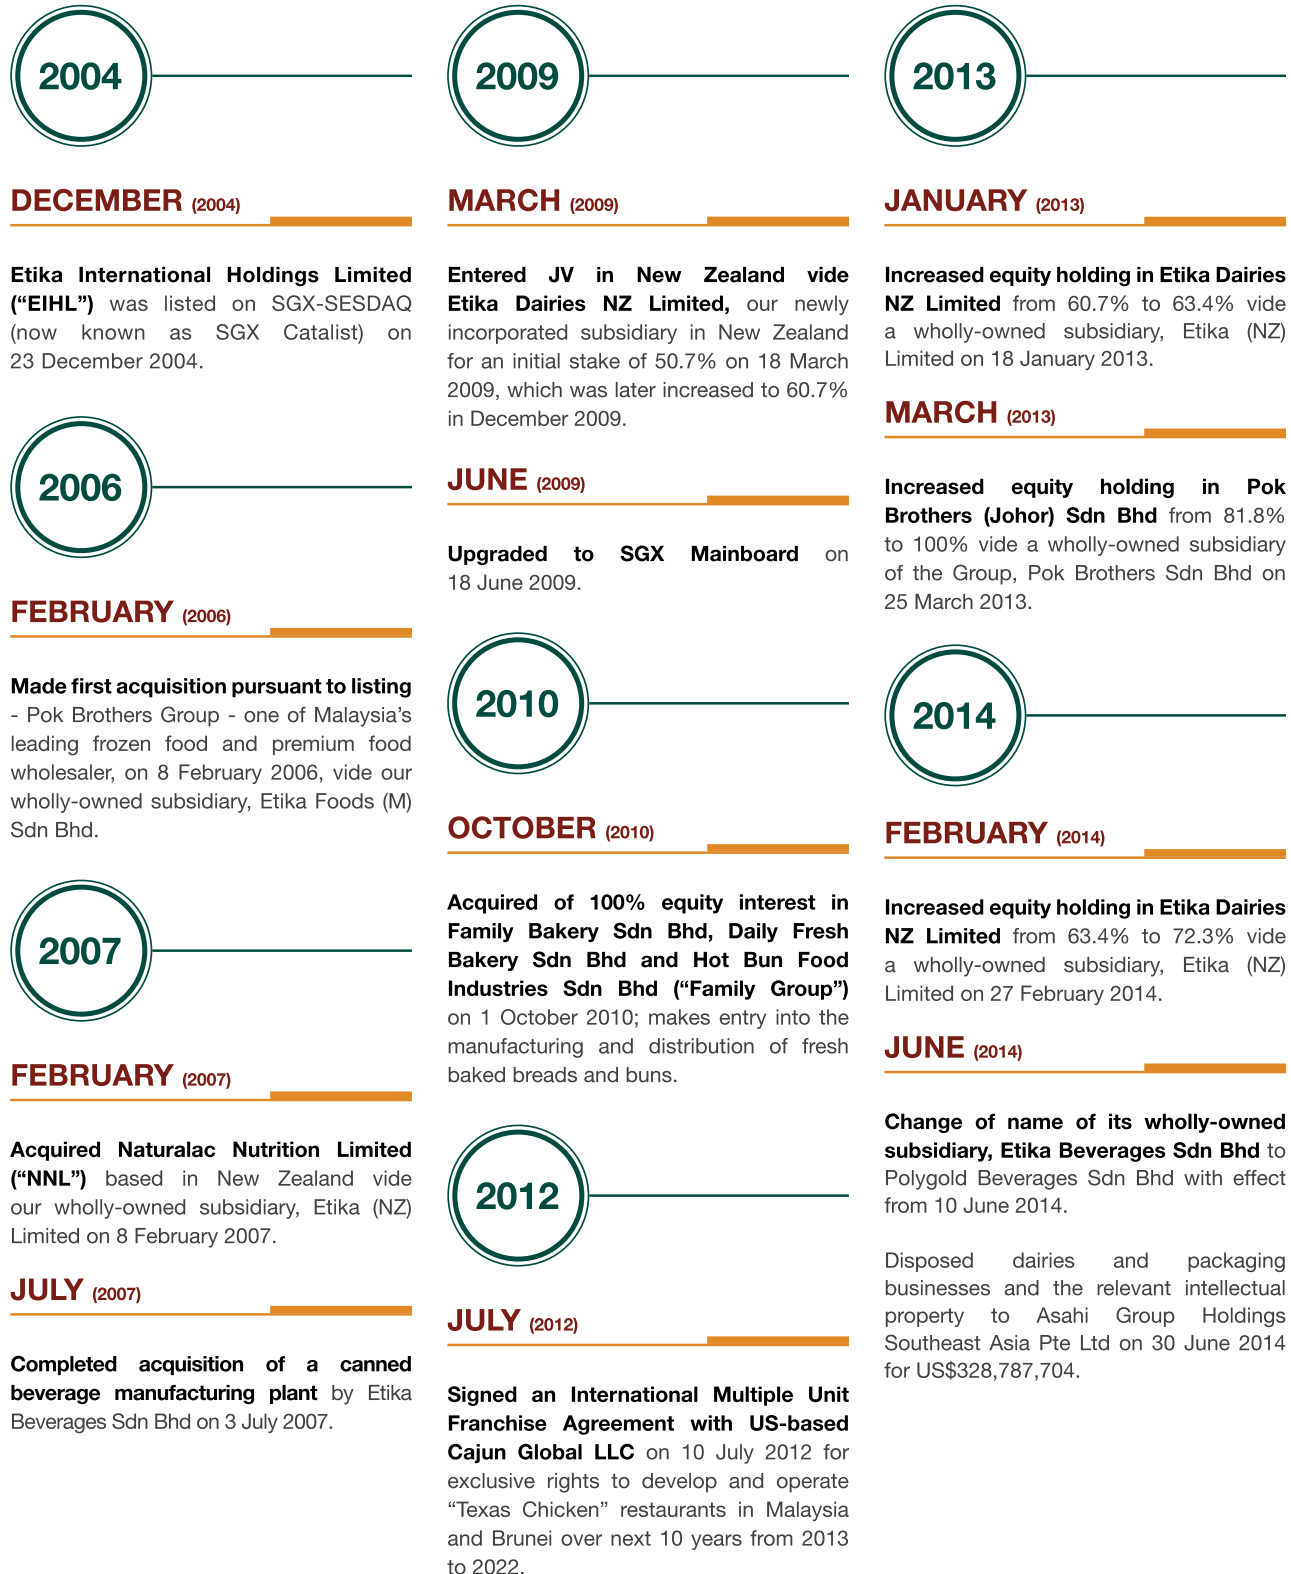 2004
DECEMBER (2004)
Etika International Holdings Limited
(“EIHL”) was listed on SGX-SESDAQ
(now known as SGX Catalist) on
23 December 2004.
2006
FEBRUARY (2006)
Made first acquisition pursuant to listing
- Pok Brothers Group - one of Malaysia’s
leading frozen food and premium food
wholesaler, on 8 February 2006, vide our
wholly-owned subsidiary, Etika Foods (M)
Sdn Bhd.
2007
FEBRUARY (2007)
Acquired Naturalac Nutrition Limited
(“NNL”) based in New Zealand vide
our wholly-owned subsidiary, Etika (NZ)
Limited on 8 February 2007.
JULY (2007)
Completed acquisition of a canned
beverage manufacturing plant by Etika
Beverages Sdn Bhd on 3 July 2007.
2009
MARCH (2009)
Entered JV in New Zealand vide
Etika Dairies NZ Limited, our newly
incorporated subsidiary in New Zealand
for an initial stake of 50.7% on 18 March
2009, which was later increased to 60.7%
in December 2009.
JUNE (2009)
Upgraded to SGX Mainboard on
18 June 2009.
2010
OCTOBER (2010)
Acquired of 100% equity interest in
Family Bakery Sdn Bhd, Daily Fresh
Bakery Sdn Bhd and Hot Bun Food
Industries Sdn Bhd (“Family Group”)
on 1 October 2010; makes entry into the
manufacturing and distribution of fresh
baked breads and buns.
2012
JULY (2012)
Signed an International Multiple Unit
Franchise Agreement with US-based
Cajun Global LLC on 10 July 2012 for
exclusive rights to develop and operate
“Texas Chicken” restaurants in Malaysia
and Brunei over next 10 years from 2013
to 2022.
2013
JANUARY (2013)
Increased equity holding in Etika Dairies
NZ Limited from 60.7% to 63.4% vide
a wholly-owned subsidiary, Etika (NZ)
Limited on 18 January 2013.
MARCH (2013)
Increased equity holding in Pok
Brothers (Johor) Sdn Bhd from 81.8%
to 100% vide a wholly-owned subsidiary
of the Group, Pok Brothers Sdn Bhd on
25 March 2013.
2014
FEBRUARY (2014)
Increased equity holding in Etika Dairies
NZ Limited from 63.4% to 72.3% vide
a wholly-owned subsidiary, Etika (NZ)
Limited on 27 February 2014.
JUNE (2014)
Change of name of its wholly-owned
subsidiary, Etika Beverages Sdn Bhd to
Polygold Beverages Sdn Bhd with effect
from 10 June 2014.
Disposed dairies and packaging
businesses and the relevant intellectual
property to Asahi Group Holdings
Southeast Asia Pte Ltd on 30 June 2014
for US$328,787,704.